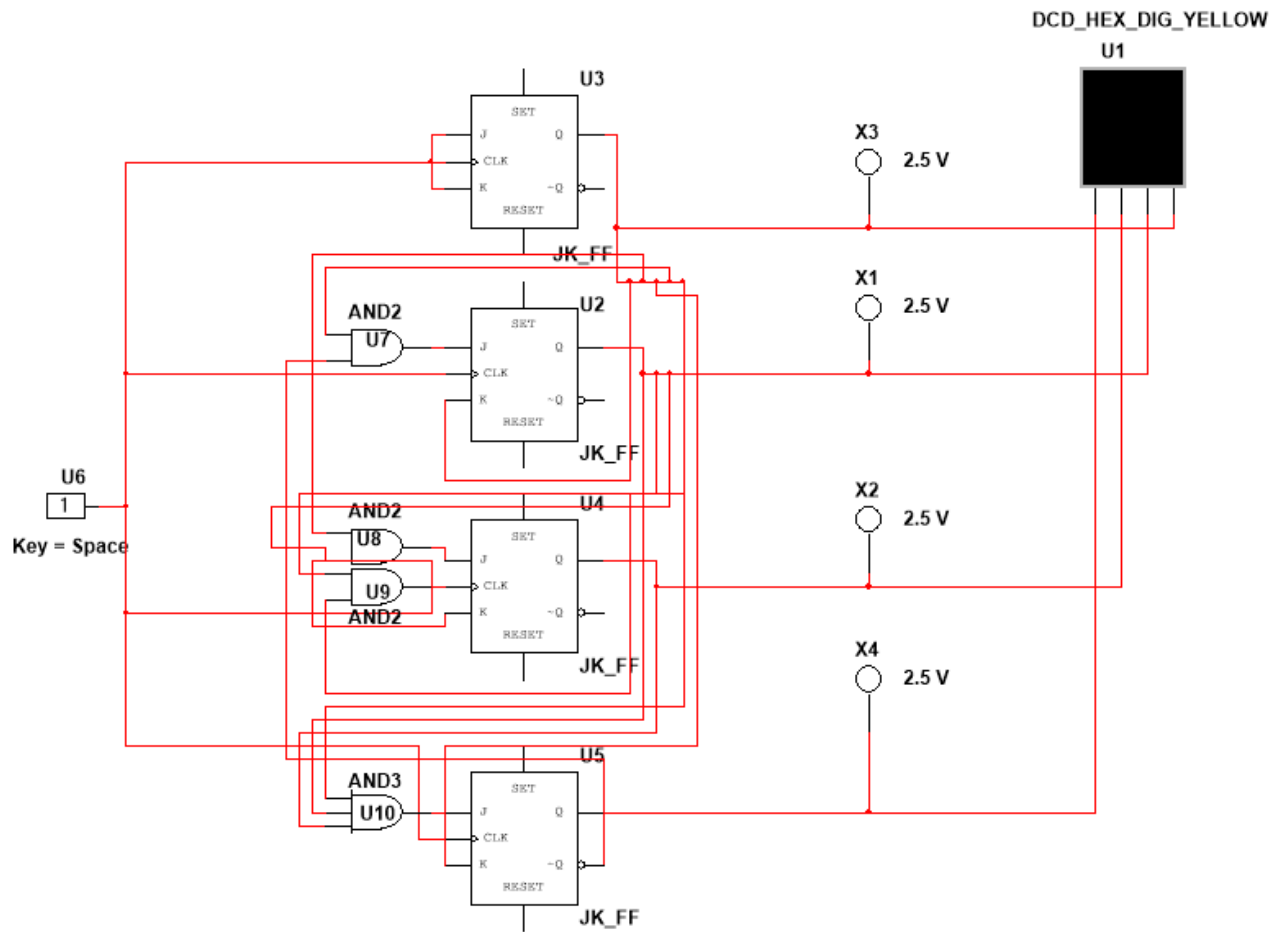 DCD_HEX_DIG_YELLOW
U1
U3
SET
J
Q
CLK
K
~Q
RESET
JK_FF
X3
2.5 V
X1
2.5 V
AND2
U7
U2
SET
J
Q
CLK
K
~Q
RESET
JK_FF
U6
1
Key = Space
AND2
U8
U9
AND2
U4
SET
J
Q
CLK
K
~Q
RESET
JK_FF
X2
2.5 V
X4
2.5 V
AND3
U10
U5
SET
J
Q
CLK
K
~Q
RESET
JK_FF